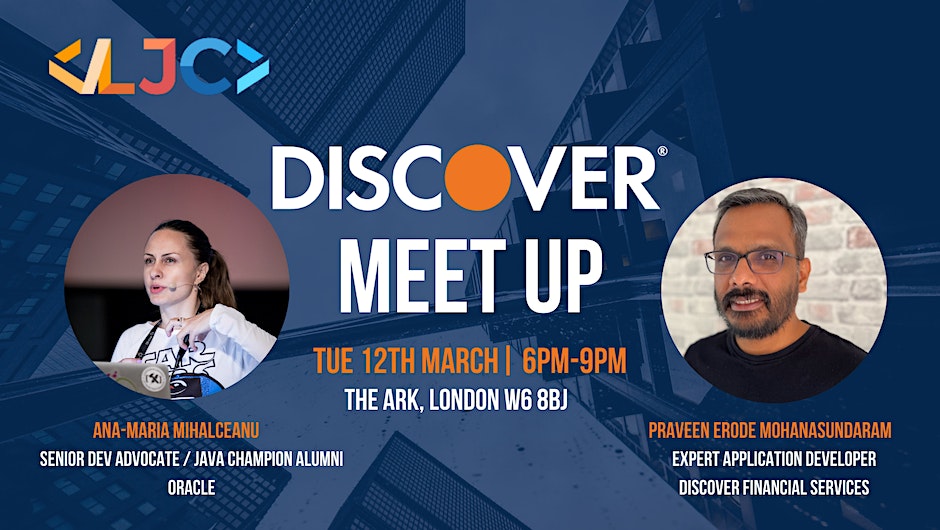 <LJC>
DISCOVER®
MEET UP
TUE 12TH MARCH | 6PM-9PM
THE ARK, LONDON W6 8BJ
ANA-MARIA MIHALCEANU
SENIOR DEV ADVOCATE / JAVA CHAMPION ALUMNI
ORACLE
PRAVEEN ERODE MOHANASUNDARAM
EXPERT APPLICATION DEVELOPER
DISCOVER FINANCIAL SERVICES